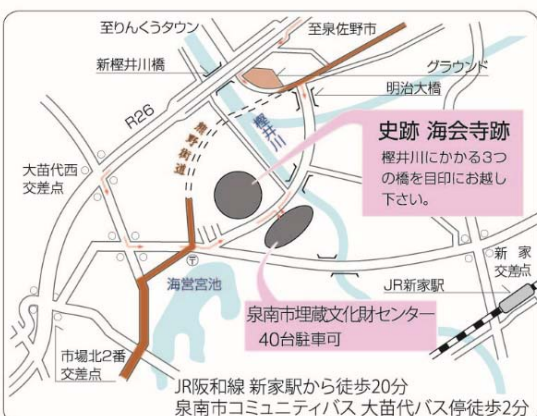 至りんくうタウン
至泉佐野市
新樫井川橋
グラウンド
明治大橋
R26
熊野街道
樫井川
史跡 海会寺跡
樫井川にかかる3つ
の橋を目印にお越し
下さい。
大苗代西
交差点
新家
交差点
JR新家駅
海営宮池
泉南市埋蔵文化財センター
40台駐車可
市場北2番
交差点
JR阪和線 新家駅から徒歩20分
泉南市コミュニティバス 大苗代バス停徒歩2分